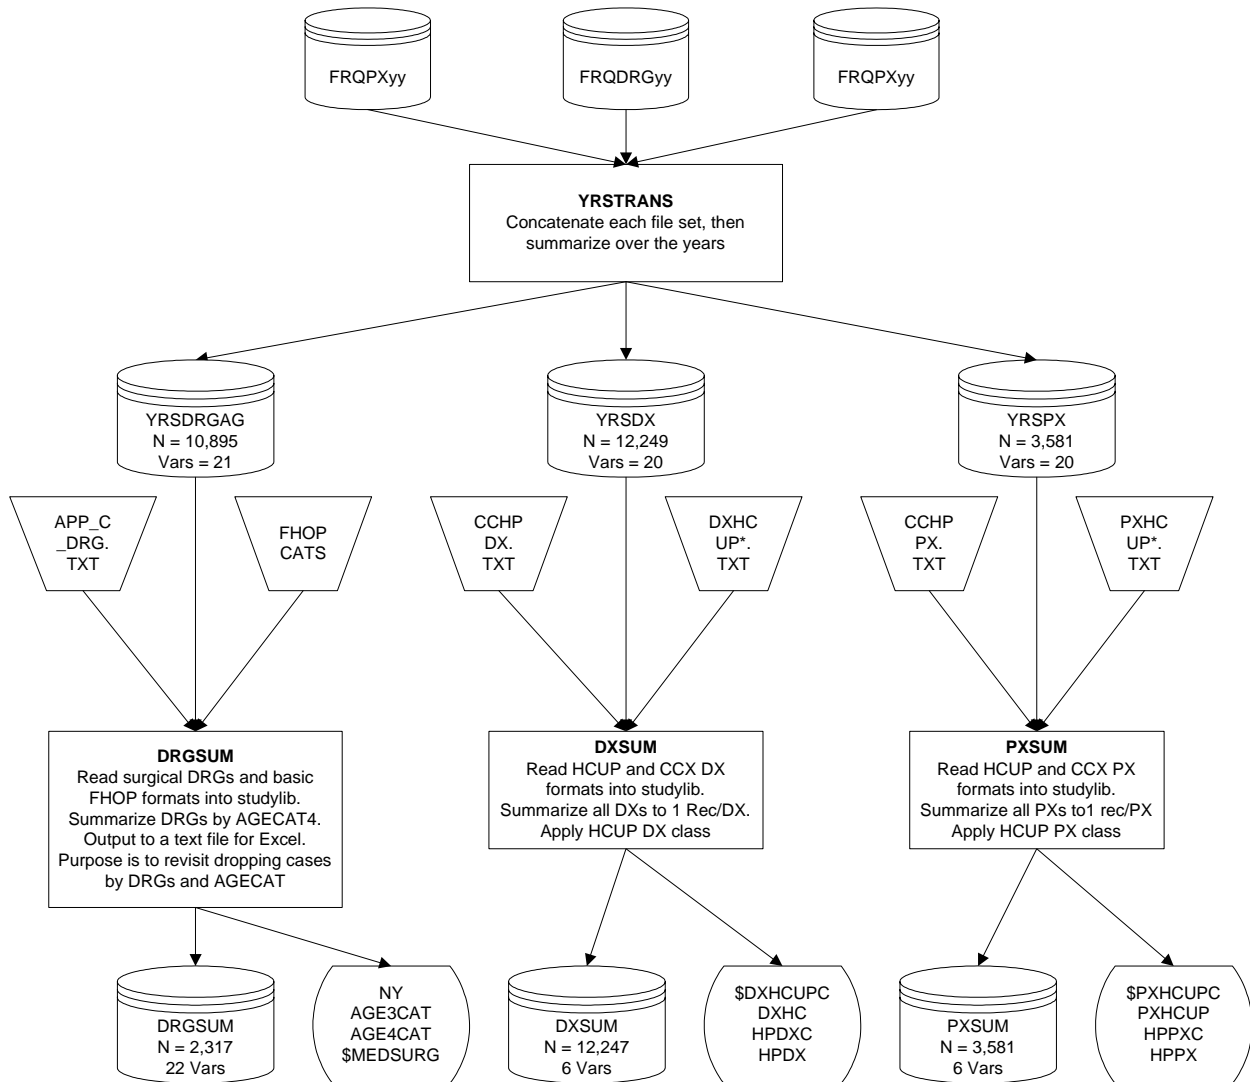 FRQPXyy
FRQDRGyy
FRQPXyy
YRSTRANS
Concatenate each file set, then
summarize over the years
YRSDRGAG
N = 10,895
Vars = 21
YRSDX
N = 12,249
Vars = 20
YRSPX
N = 3,581
Vars = 20
APP_C
_DRG.
TXT
FHOP
CATS
CCHP
DX.
TXT
DXHC
UP*.
TXT
CCHP
PX.
TXT
PXHC
UP*.
TXT
DRGSUM
Read surgical DRGs and basic
FHOP formats into studylib.
Summarize DRGs by AGECAT4.
Output to a text file for Excel.
Purpose is to revisit dropping cases
by DRGs and AGECAT
DXSUM
Read HCUP and CCX DX
formats into studylib.
Summarize all DXs to 1 Rec/DX.
Apply HCUP DX class
PXSUM
Read HCUP and CCX PX
formats into studylib.
Summarize all PXs to1 rec/PX
Apply HCUP PX class
DRGSUM
N = 2,317
22 Vars
NY
AGE3CAT
AGE4CAT
$MEDSURG
DXSUM
N = 12,247
6 Vars
$DXHCUPC
DXHC
HPDXC
HPDX
PXSUM
N = 3,581
6 Vars
$PXHCUPC
PXHCUP
HPPXC
HPPX